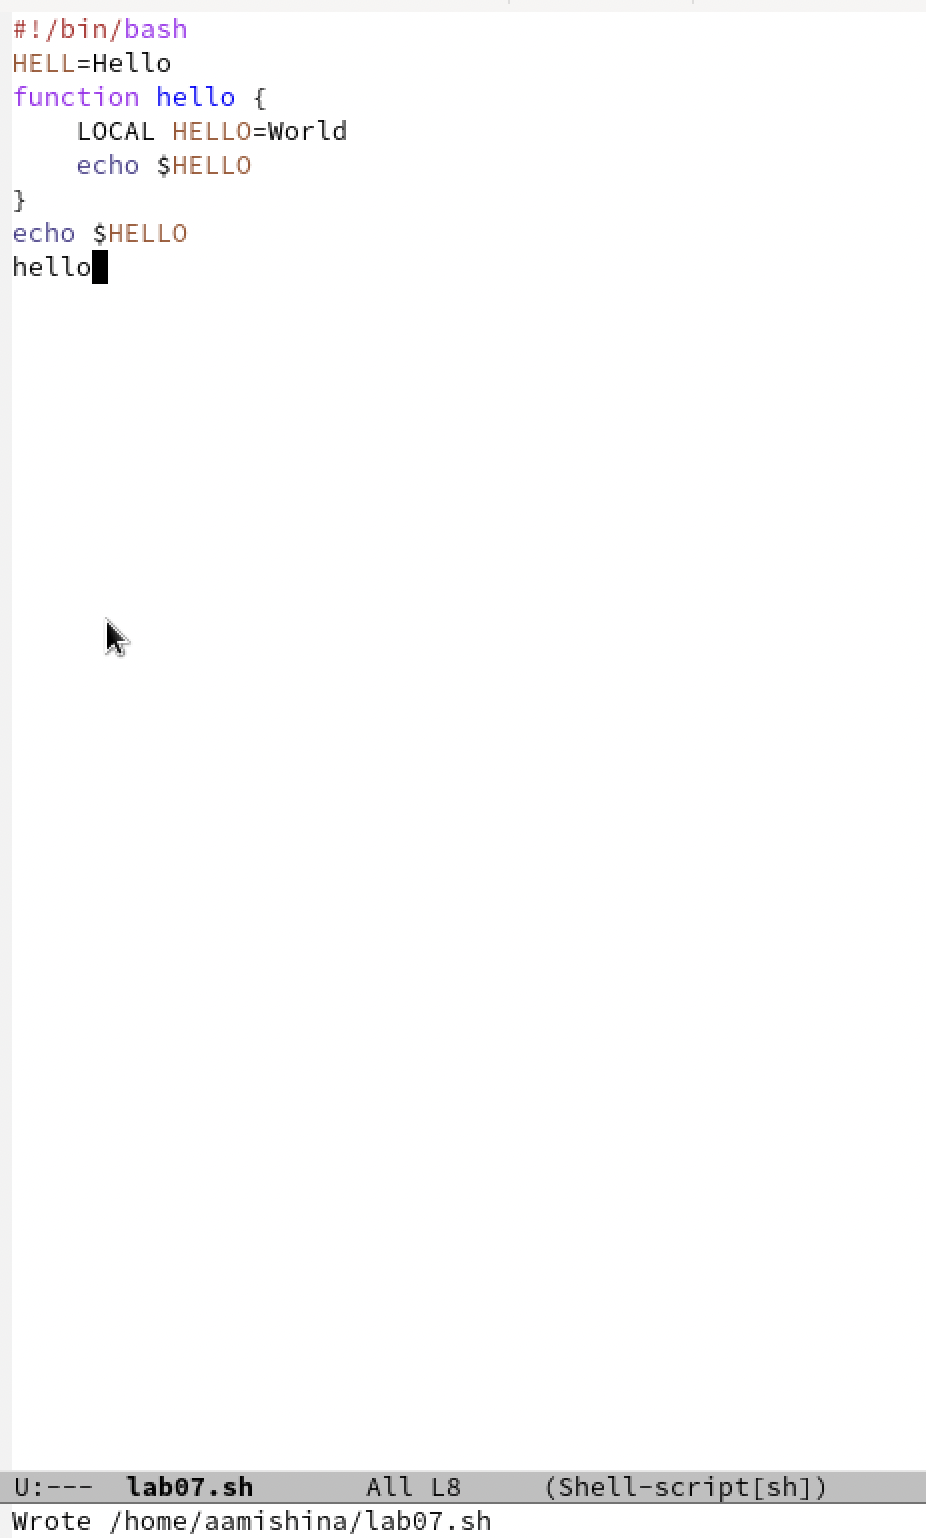 #!/bin/bash
HELL=Hello
function hello {
    LOCAL HELLO=World
    echo $HELLO
}
echo $HELLO
hello
U:---  lab07.sh       All L8     (Shell-script[sh])
Wrote /home/aamishina/lab07.sh